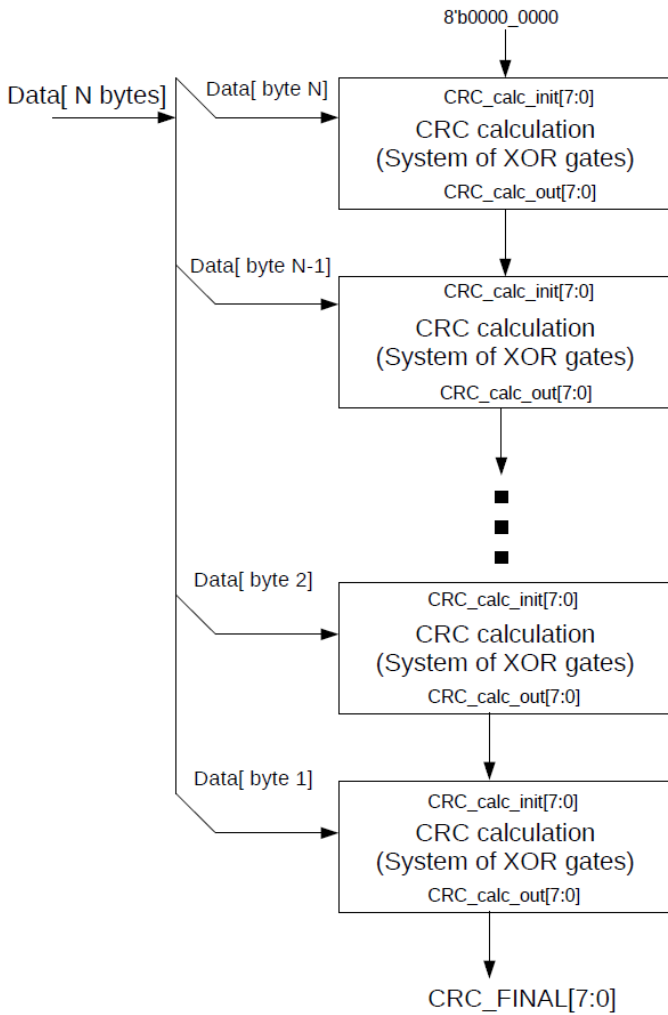 8'b0000_0000
Data[ N bytes]
Data[ byte N]
CRC_calc_init[7:0]
CRC calculation
(System of XOR gates)
CRC_calc_out[7:0]
Data[ byte N-1]
CRC_calc_init[7:0]
CRC calculation
(System of XOR gates)
CRC_calc_out[7:0]
Data[ byte 2]
CRC_calc_init[7:0]
CRC calculation
(System of XOR gates)
CRC_calc_out[7:0]
Data[ byte 1]
CRC_calc_init[7:0]
CRC calculation
(System of XOR gates)
CRC_calc_out[7:0]
CRC_FINAL[7:0]